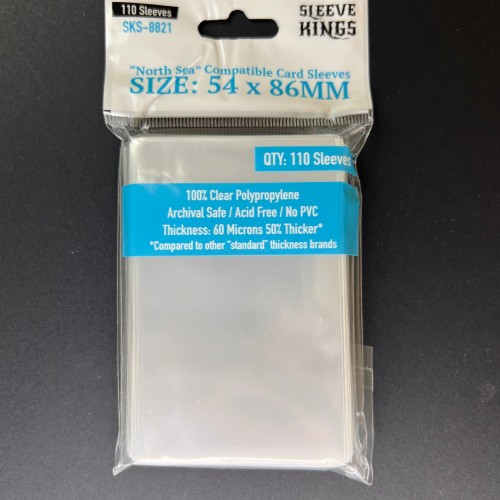 110 Sleeves
SKS-8821
SLEEVE
KINGS
"North Sea" Compatible Card Sleeves
SIZE: 54 x 86MM
QTY: 110 Sleeves
100% Clear Polypropylene
Archival Safe / Acid Free / No PVC
Thickness: 60 Microns 50% Thicker*
*Compared to other "standard" thickness brands